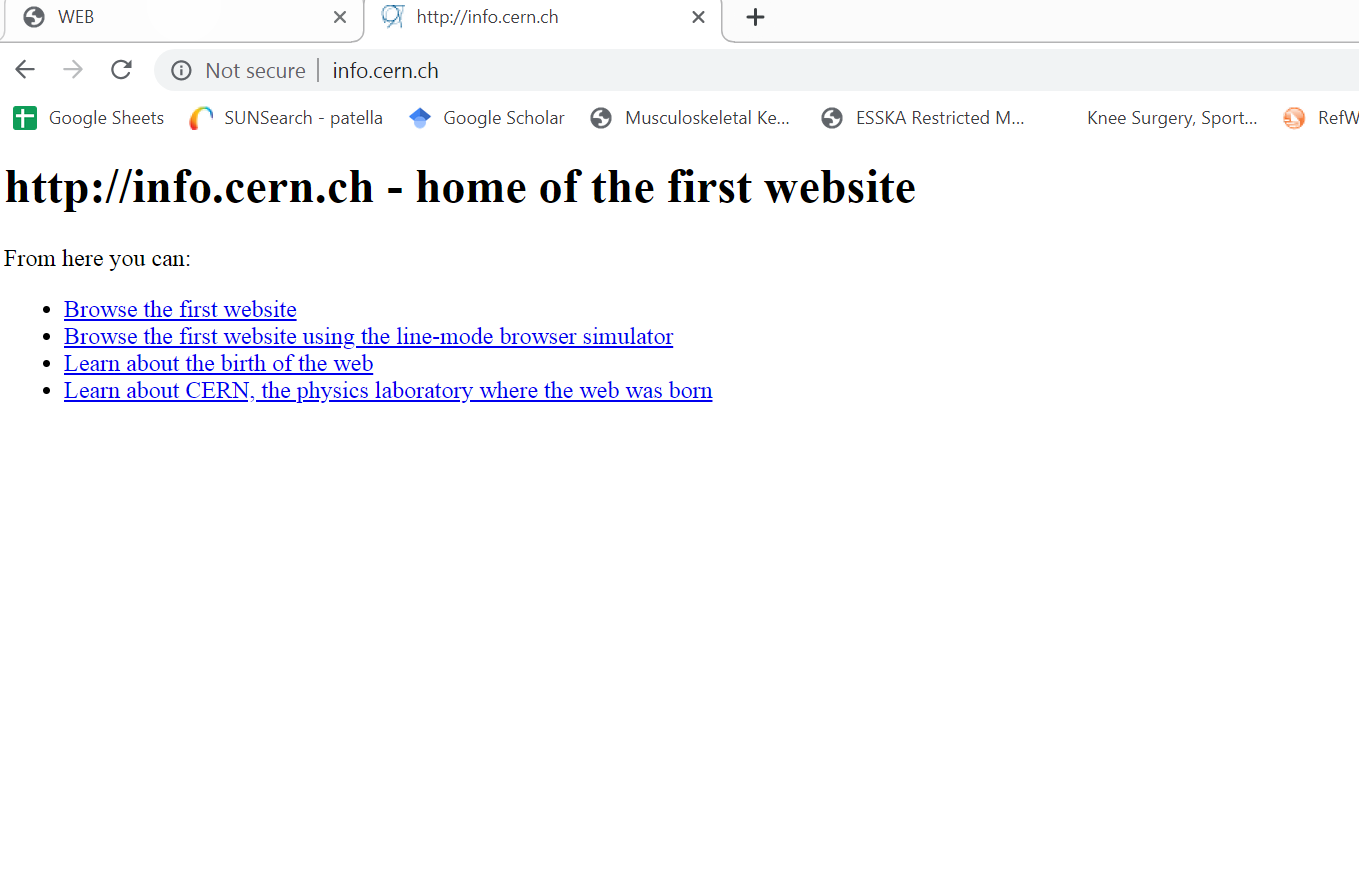 WEB http://info.cern.ch
Not secure info.cern.ch
Google Sheets SUNSearch - patella Google Scholar Musculoskeletal Ke... ESSKA Restricted M... Knee Surgery, Sport... RefW
http://info.cern.ch - home of the first website
From here you can:
Browse the first website
Browse the first website using the line-mode browser simulator
Learn about the birth of the web
Learn about CERN, the physics laboratory where the web was born